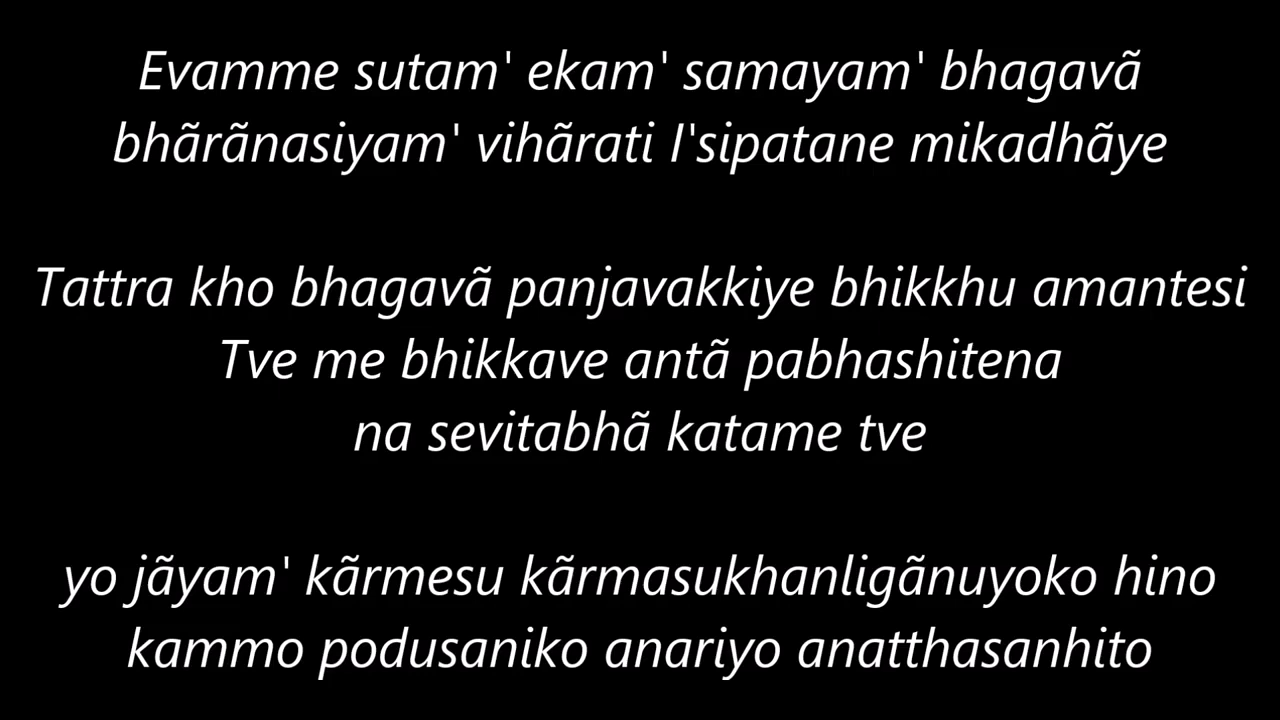 Evamme sutam' ekam' samayam' bhagavã
bhãrãnasiyam' vihãrati I'sipatane mikadhãye
Tattra kho bhagavã panjavakkiye bhikkhu amantesi
Tve me bhikkave antã pabhashitena
na sevitabhã katame tve
yo jãyam' kãrmesu kãrmasukhanligãnuyoko hino
kammo podusaniko anariyo anatthasanhito